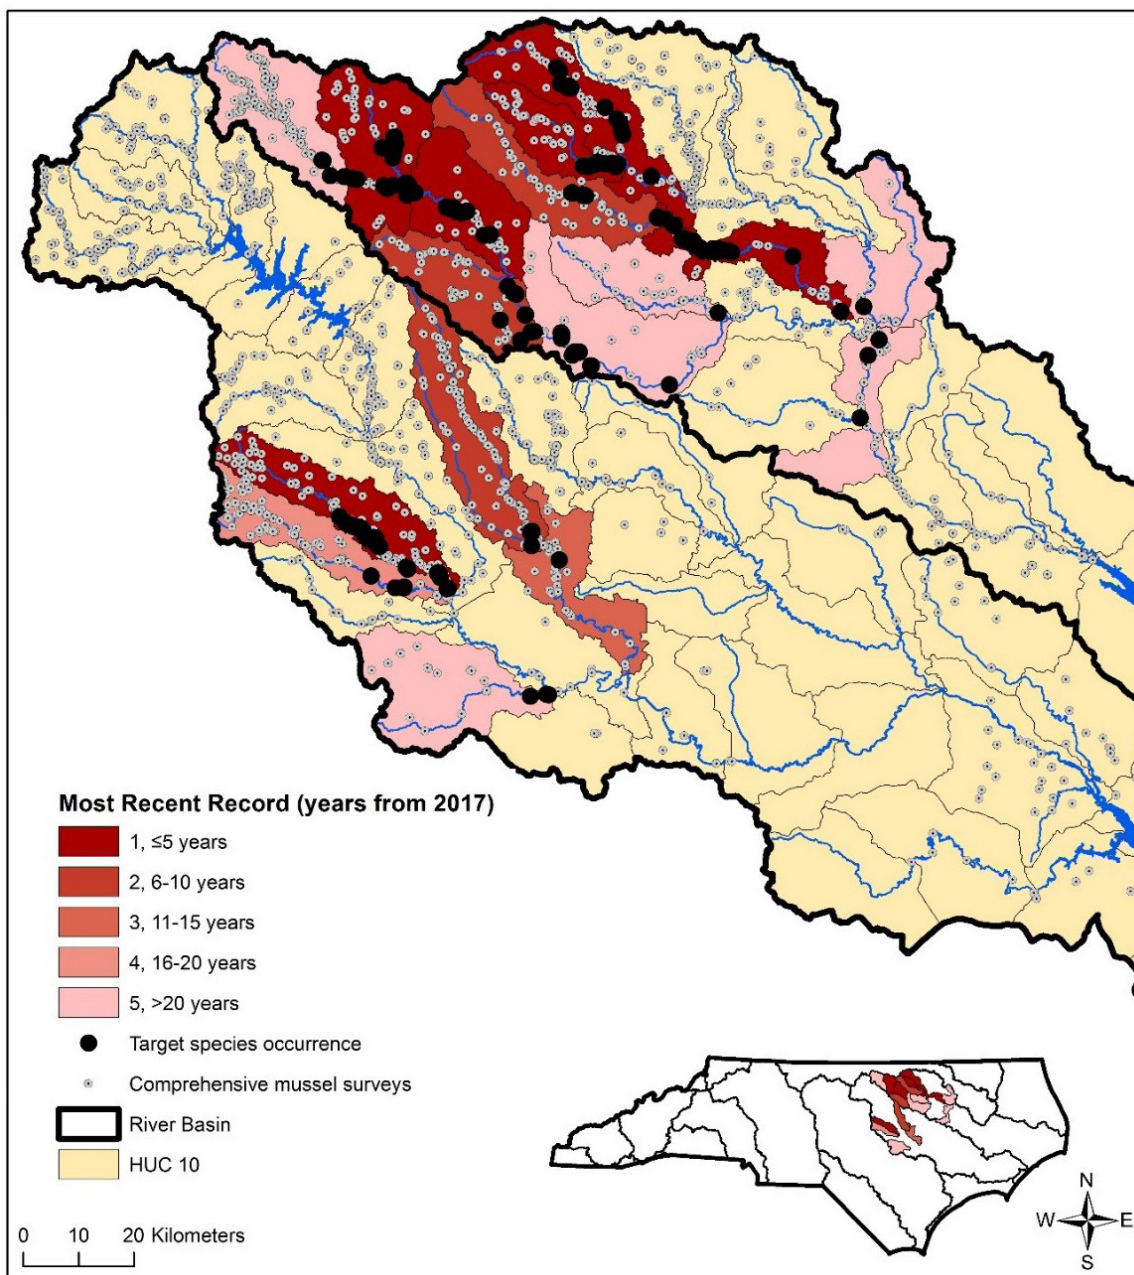 Most Recent Record (years from 2017)
1, ≤5 years
2, 6-10 years
3, 11-15 years
4, 16-20 years
5, >20 years
Target species occurrence
Comprehensive mussel surveys
River Basin
HUC 10
0 10 20 Kilometers
N
W E
S